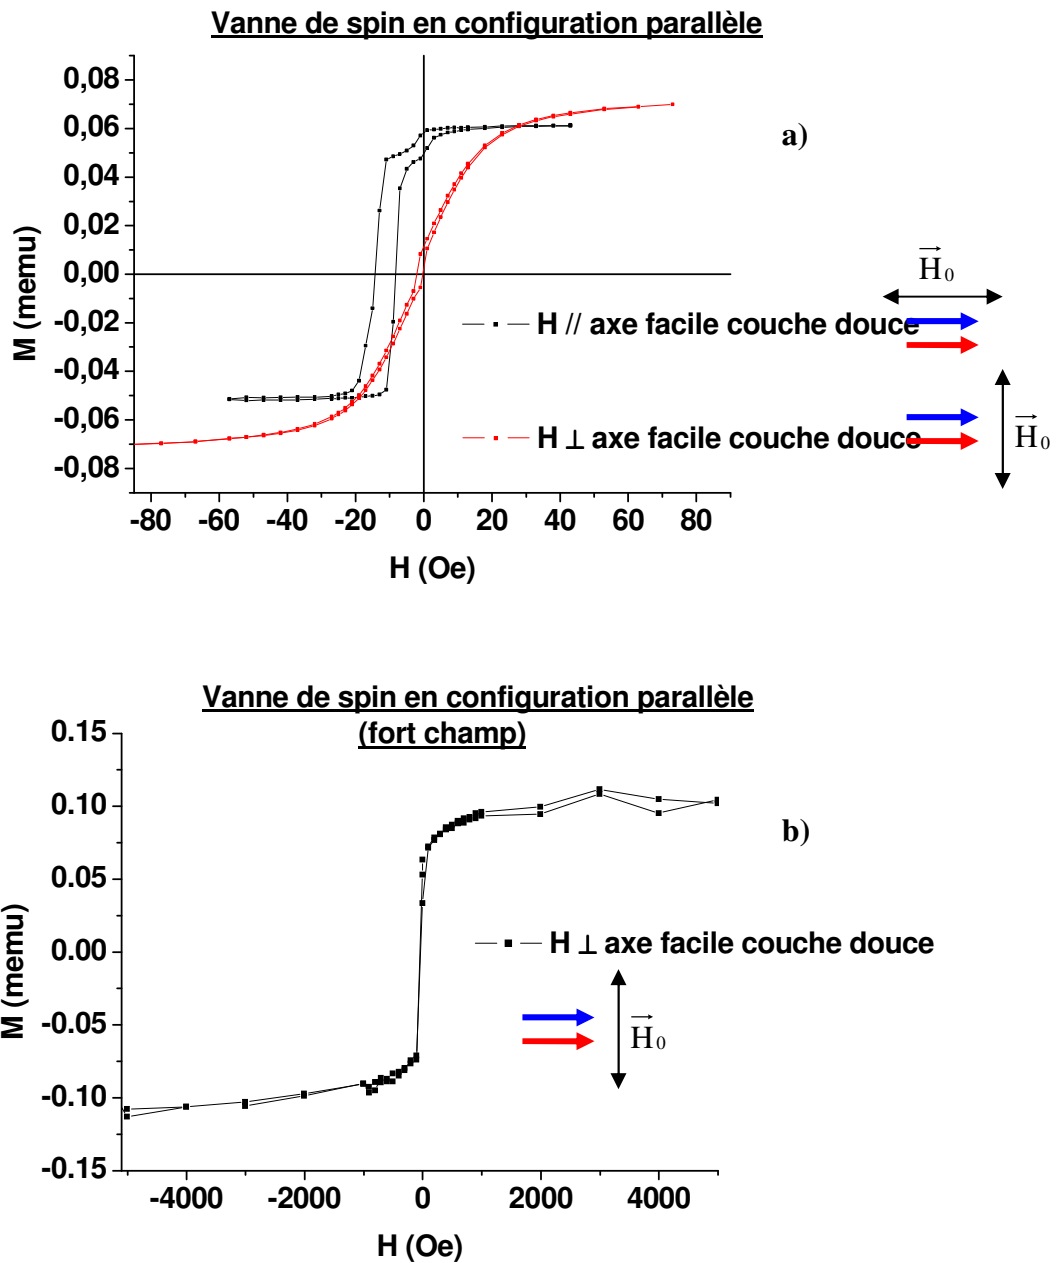 Vanne de spin en configuration parallèle
0,08
0,06
0,04
0,02
0,00
-0,02
-0,04
-0,06
-0,08
M (memu)
-80 -60 -40 -20 0 20 40 60 80
H (Oe)
a)
H // axe facile couche douce
H⊥ axe facile couche douce
H0
H0
Vanne de spin en configuration parallèle
(fort champ)
0.15
0.10
0.05
0.00
-0.05
-0.10
-0.15
M (memu)
-4000 -2000 0 2000 4000
H (Oe)
b)
H⊥ axe facile couche douce
H0